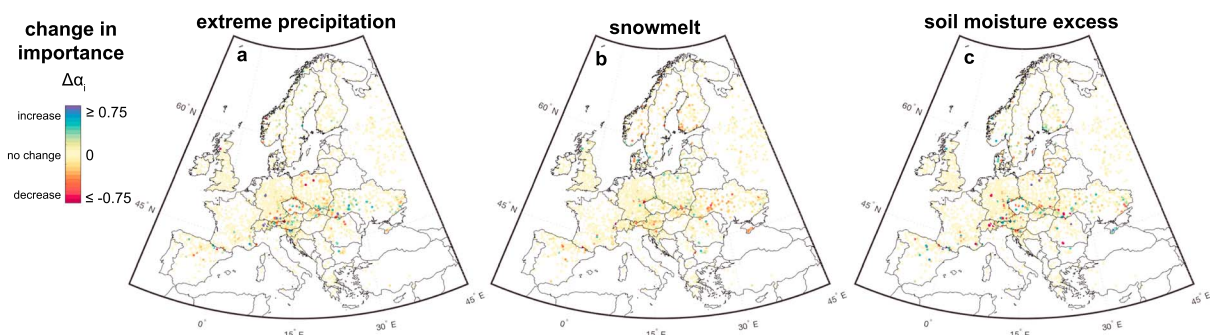 change in
importance
Δαi
increase
≥ 0.75
no change
0
decrease
≤ -0.75
extreme precipitation
a
60° N
45° N
0°
15° E
30° E
45° E
snowmelt
b
60° N
45° N
0°
15° E
30° E
45° E
soil moisture excess
c
60° N
45° N
0°
15° E
30° E
45° E